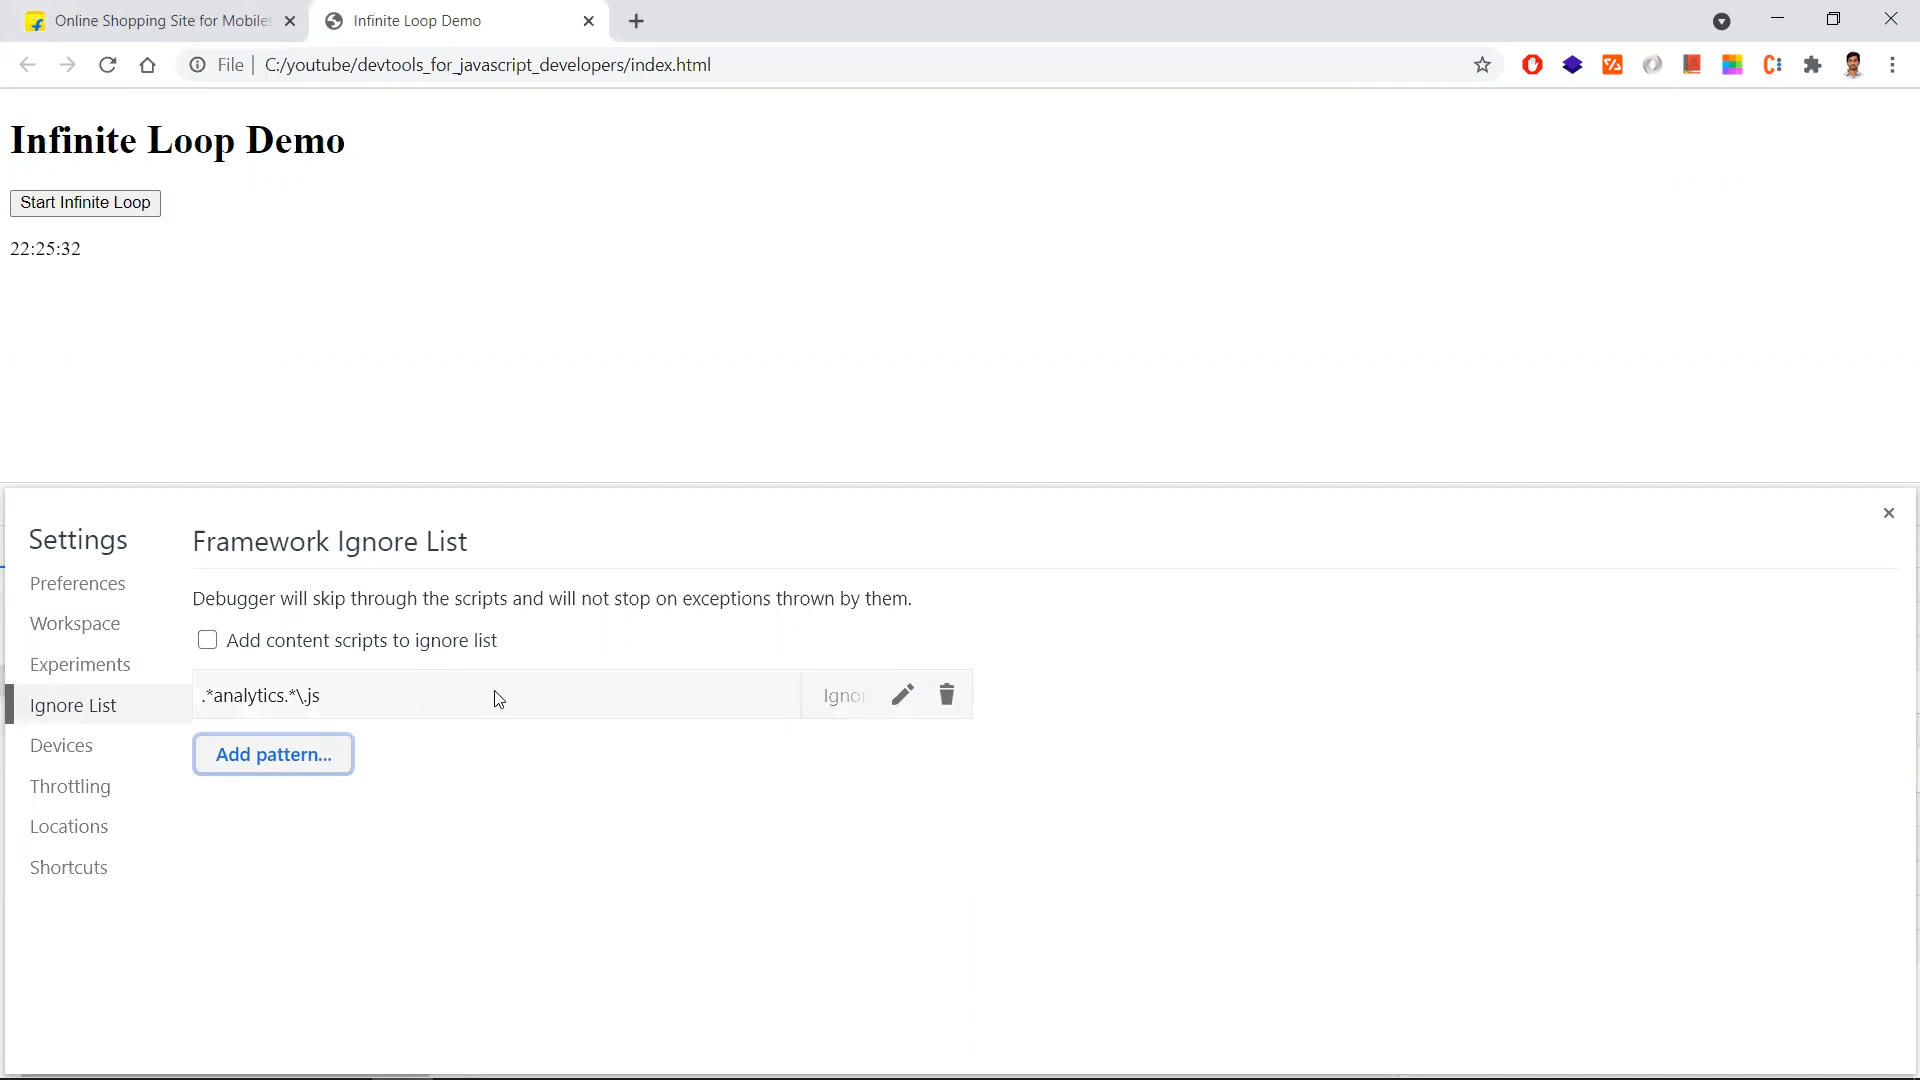 Online Shopping Site for Mobiles
Infinite Loop Demo
File
C:/youtube/devtools_for_javascript_developers/index.html
Infinite Loop Demo
Start Infinite Loop
22:25:32
Settings
Preferences
Workspace
Experiments
Ignore List
Devices
Throttling
Locations
Shortcuts
Framework Ignore List
Debugger will skip through the scripts and will not stop on exceptions thrown by them.
Add content scripts to ignore list
.*analytics.*\.js
Ignor
Add pattern...